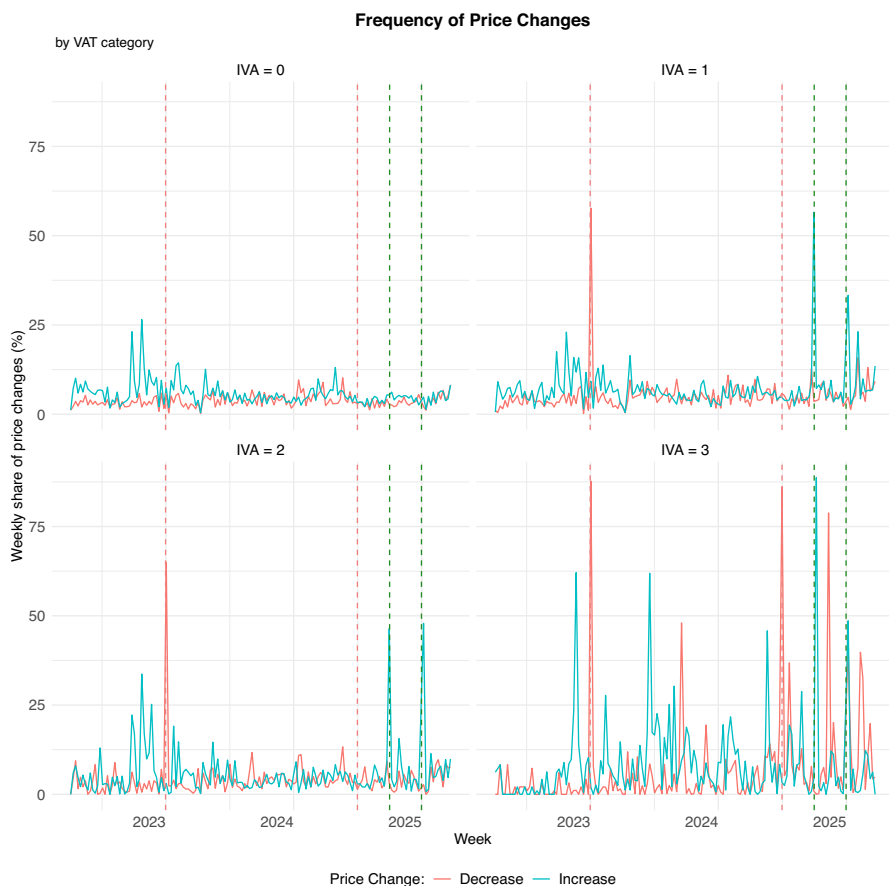 Frequency of Price Changes
by VAT category
IVA = 0
IVA = 1
75
50
25
0
IVA = 2
IVA = 3
75
50
25
0
Weekly share of price changes (%)
2023
2024
2025
2023
2024
2025
Week
Price Change: Decrease Increase